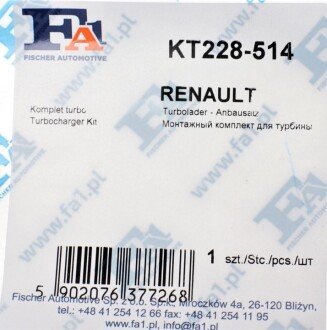 FA1
FISCHER AUTOMOTIVE
KT228-514
RENAULT
Komplet turbo
Turbocharger Kit
Turbolader - Anbausatz
Монтажный комплект для турбины
1 szt./Stc./pcs./шт
5 902076 377268
Fischer Automotive Sp. z o.o. Sp.K., Mroczków 4a, 26-120 Bliżyn,
tel: +48 41 254 12 66 fax: +48 41 254 11 95
http://www.fa1.pl
www.fa1.pl